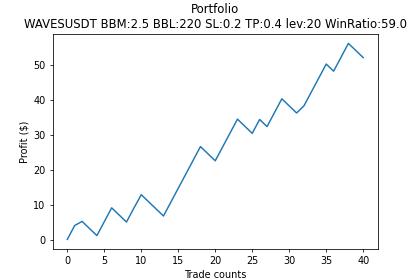 Portfolio
WAVESUSDT BBM:2.5 BBL:220 SL:0.2 TP:0.4 lev:20 WinRatio:59.0
Profit ($)
50
40
30
20
10
0
0 5 10 15 20 25 30 35 40
Trade counts